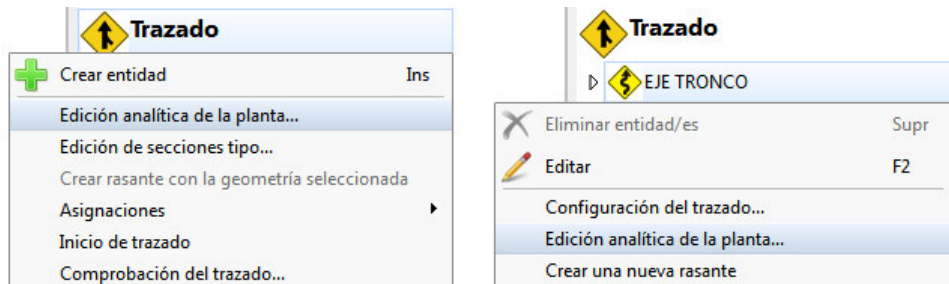 Trazado
Crear entidad Ins
Edición analítica de la planta...
Edición de secciones tipo...
Crear rasante con la geometría seleccionada
Asignaciones
Inicio de trazado
Comprobación del trazado...
Trazado
EJE TRONCO
Eliminar entidad/es Supr
Editar F2
Configuración del trazado...
Edición analítica de la planta...
Crear una nueva rasante